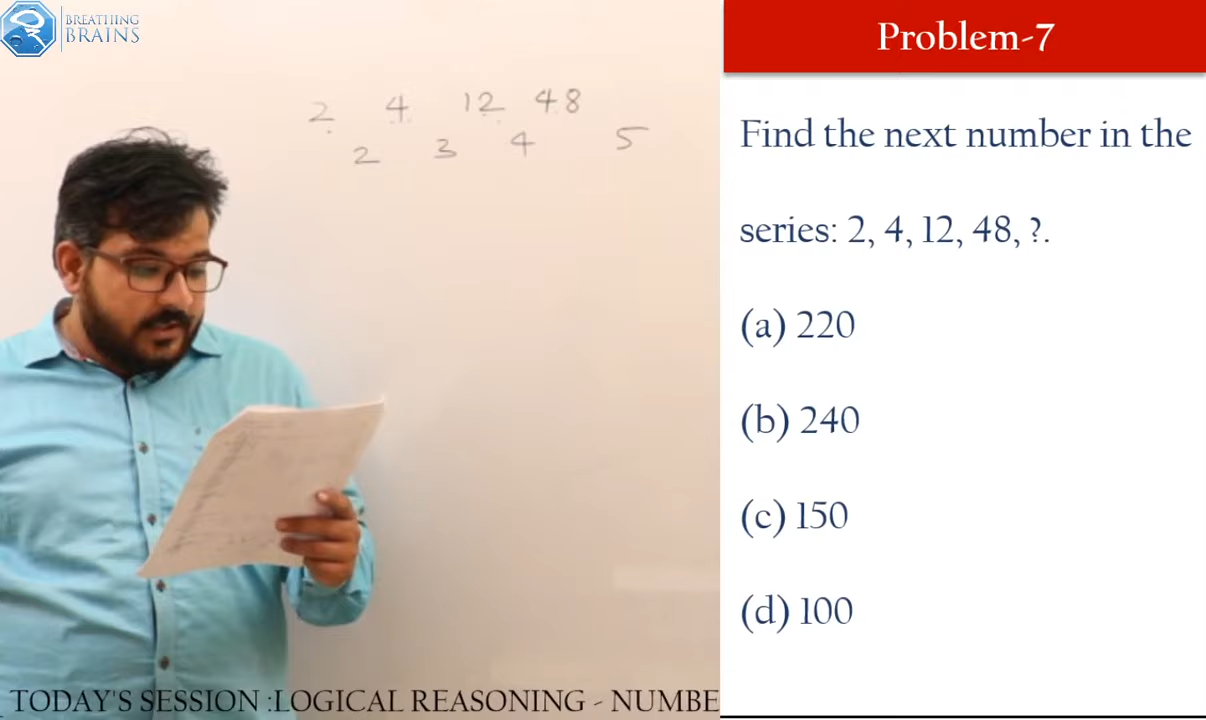 BREATHING
BRAINS
2 4 12 48
2 3 4 5
Problem-7
Find the next number in the
series: 2, 4, 12, 48, ?.
(a) 220
(b) 240
(c) 150
(d) 100
TODAY'S SESSION :LOGICAL REASONING - NUMBE